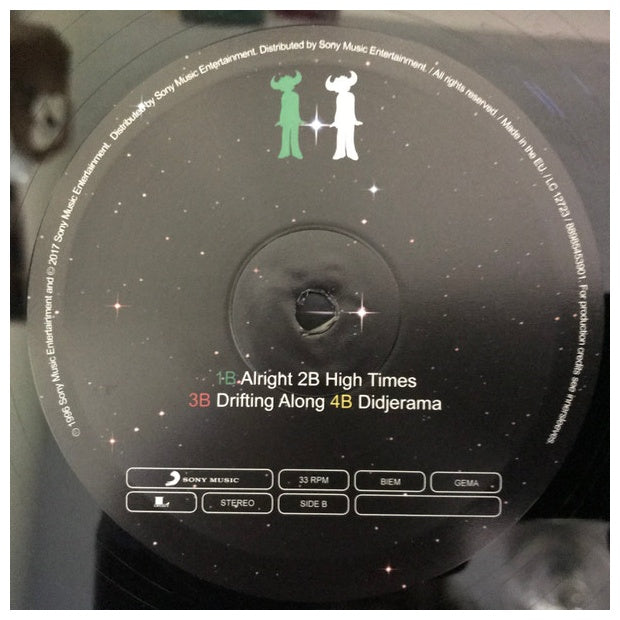 ℗ 1996 Sony Music Entertainment and © 2017 Sony Music Entertainment. Distributed by Sony Music Entertainment. Distributed by Sony Music Entertainment. / All rights reserved. / Made in the EU. / LC 12723 / 88985453901. For production credits see innersleeves.
1B Alright 2B High Times
3B Drifting Along 4B Didjerama
SONY MUSIC
33 RPM
BIEM
GEMA
STEREO
SIDE B